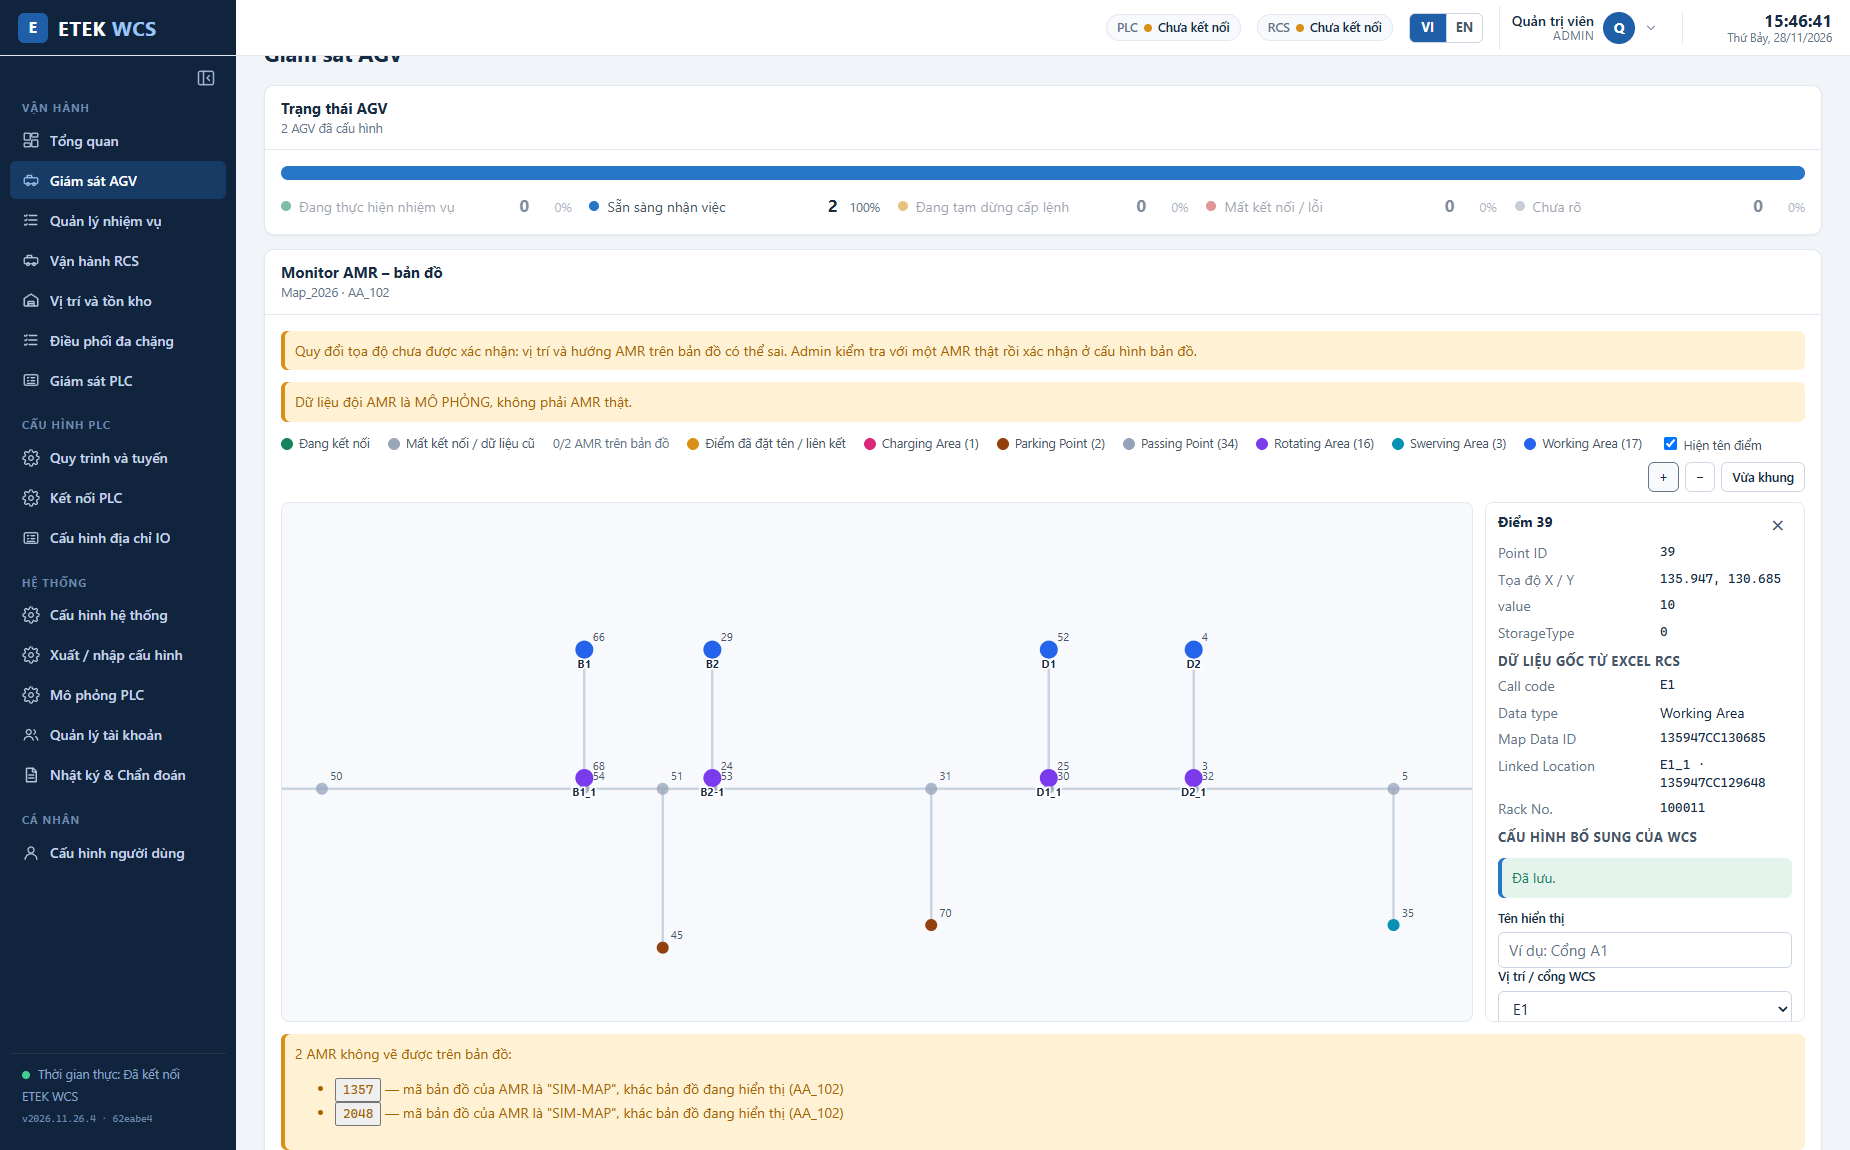 E ETEK WCS
PLC Chưa kết nối RCS Chưa kết nối VI EN Quản trị viên ADMIN Q 15:46:41 Thứ Bảy, 28/11/2026
VẬN HÀNH
Tổng quan
Giám sát AGV
Quản lý nhiệm vụ
Vận hành RCS
Vị trí và tồn kho
Điều phối đa chặng
Giám sát PLC
CẤU HÌNH PLC
Quy trình và tuyến
Kết nối PLC
Cấu hình địa chỉ IO
HỆ THỐNG
Cấu hình hệ thống
Xuất / nhập cấu hình
Mô phỏng PLC
Quản lý tài khoản
Nhật ký & Chẩn đoán
CÁ NHÂN
Cấu hình người dùng
Thời gian thực: Đã kết nối
ETEK WCS
v2026.11.26.4 · 62eabe4
Giám sát AGV
Trạng thái AGV
2 AGV đã cấu hình
Đang thực hiện nhiệm vụ 0 0% Sẵn sàng nhận việc 2 100% Đang tạm dừng cấp lệnh 0 0% Mất kết nối / lỗi 0 0% Chưa rõ 0 0%
Monitor AMR – bản đồ
Map_2026 · AA_102
Quy đổi tọa độ chưa được xác nhận: vị trí và hướng AMR trên bản đồ có thể sai. Admin kiểm tra với một AMR thật rồi xác nhận ở cấu hình bản đồ.
Dữ liệu đội AMR là MÔ PHỎNG, không phải AMR thật.
Đang kết nối Mất kết nối / dữ liệu cũ 0/2 AMR trên bản đồ Điểm đã đặt tên / liên kết Charging Area (1) Parking Point (2) Passing Point (34) Rotating Area (16) Swerving Area (3) Working Area (17) Hiện tên điểm
+ − Vừa khung
66 29 52 4
B1 B2 D1 D2
68 24 25 3
50 54 51 53 31 30 32 5
B1_1 B2-1 D1_1 D2_1
70 35
45
Điểm 39
Point ID 39
Tọa độ X / Y 135.947, 130.685
value 10
StorageType 0
DỮ LIỆU GỐC TỪ EXCEL RCS
Call code E1
Data type Working Area
Map Data ID 135947CC130685
Linked Location E1_1 ·
135947CC129648
Rack No. 100011
CẤU HÌNH BỔ SUNG CỦA WCS
Đã lưu.
Tên hiển thị
Ví dụ: Cổng A1
Vị trí / cổng WCS
E1
2 AMR không vẽ được trên bản đồ:
1357 — mã bản đồ của AMR là "SIM-MAP", khác bản đồ đang hiển thị (AA_102)
2048 — mã bản đồ của AMR là "SIM-MAP", khác bản đồ đang hiển thị (AA_102)